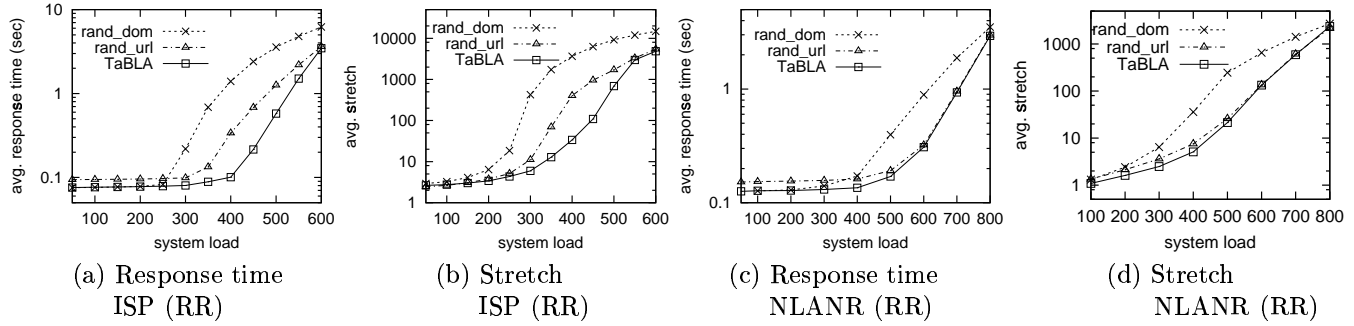 10
1
0.1
avg. response time (sec)
rand_dom
rand_url
TaBLA
100 200 300 400 500 600
system load
(a) Response time
ISP (RR)
10000
1000
100
10
1
avg. stretch
rand_dom
rand_url
TaBLA
100 200 300 400 500 600
system load
(b) Stretch
ISP (RR)
1
0.1
avg. response time (sec)
rand_dom
rand_url
TaBLA
100 200 300 400 500 600 700 800
system load
(c) Response time
NLANR (RR)
1000
100
10
1
avg. stretch
rand_dom
rand_url
TaBLA
100 200 300 400 500 600 700 800
system load
(d) Stretch
NLANR (RR)